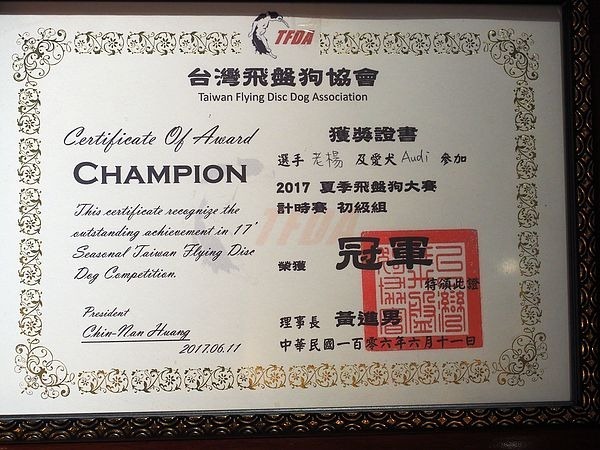 TFDA
台灣飛盤狗協會
Taiwan Flying Disc Dog Association
Certificate Of Award
CHAMPION
This certificate recognize the
outstanding achievement in 17'
Seasonal Taiwan Flying Disc
Dog Competition.
President
Chin-Nan Huang
2017.06.11
獲獎證書
選手 老楊 及愛犬 Audi 參加
2017 夏季飛盤狗大賽
計時賽 初級組
榮獲 冠軍
特頒此證
理事長 黃進男
中華民國一百零六年六月十一日
TFDA